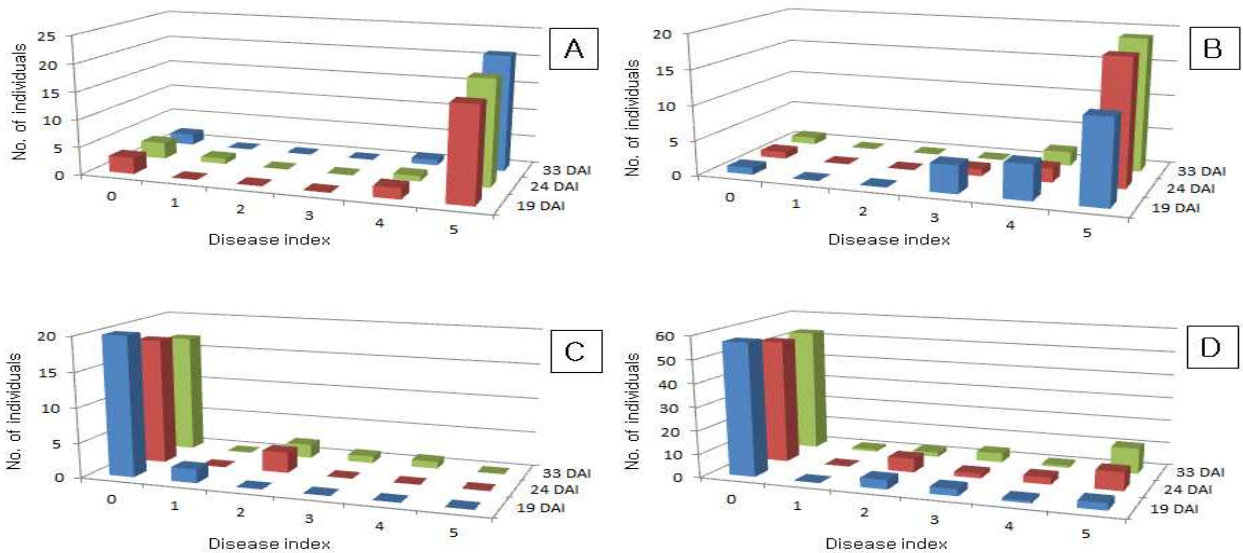 A
No. of individuals
25
20
15
10
5
0
0 1 2 3 4 5
33 DAI
24 DAI
19 DAI
Disease index
B
No. of individuals
20
15
10
5
0
0 1 2 3 4 5
33 DAI
24 DAI
19 DAI
Disease index
C
No. of individuals
20
15
10
5
0
0 1 2 3 4 5
33 DAI
24 DAI
19 DAI
Disease index
D
No. of individuals
60
50
40
30
20
10
0
0 1 2 3 4 5
33 DAI
24 DAI
19 DAI
Disease index